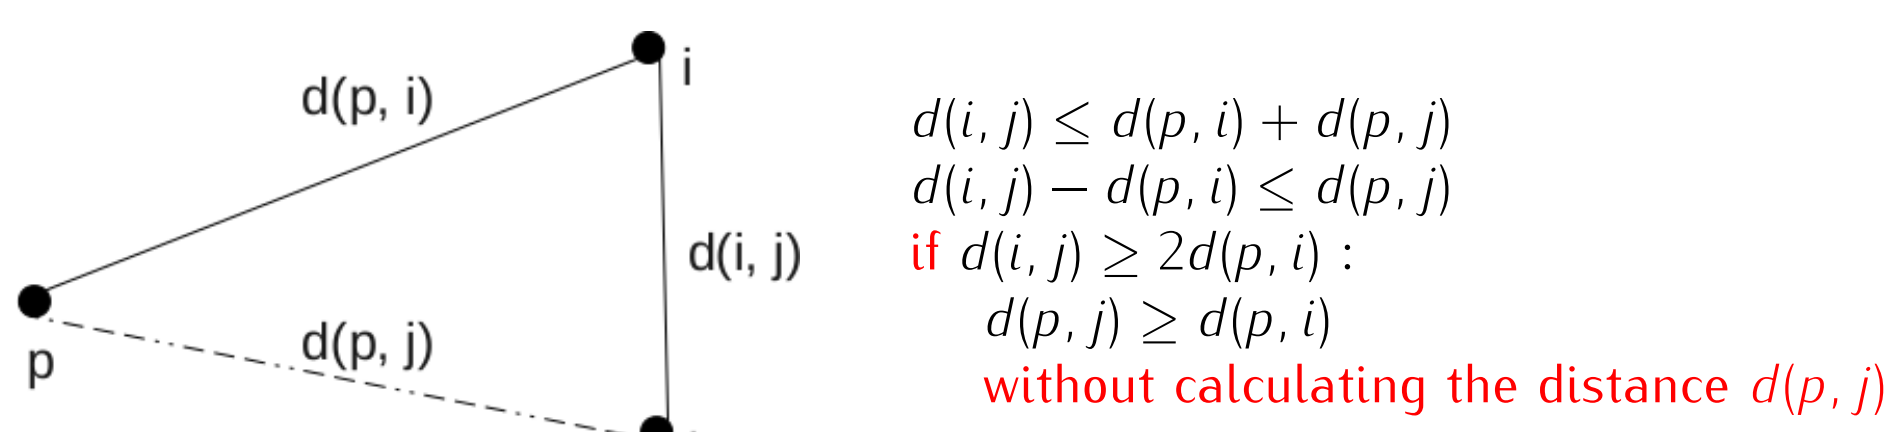 i
d(p, i)
d(i, j)
d(p, j)
p
d(i, j) ≤ d(p, i) + d(p, j)
d(i, j) − d(p, i) ≤ d(p, j)
if d(i, j) ≥ 2d(p, i) :
d(p, j) ≥ d(p, i)
without calculating the distance d(p, j)